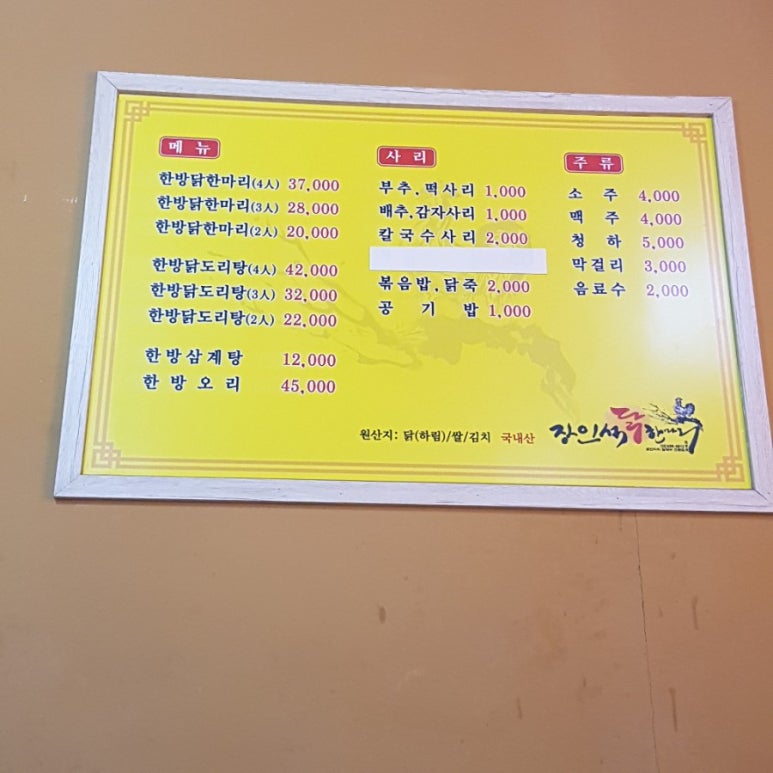 메뉴
한방닭한마리(4人) 37,000
한방닭한마리(3人) 28,000
한방닭한마리(2人) 20,000
한방닭도리탕(4人) 42,000
한방닭도리탕(3人) 32,000
한방닭도리탕(2人) 22,000
한방삼계탕 12,000
한방오리 45,000
사리
부추,떡사리 1,000
배추,감자사리 1,000
칼국수사리 2,000
볶음밥,닭죽 2,000
공기밥 1,000
주류
소주 4,000
맥주 4,000
청하 5,000
막걸리 3,000
음료수 2,000
원산지: 닭(하림)/쌀/김치 국내산
장인석닭한마리